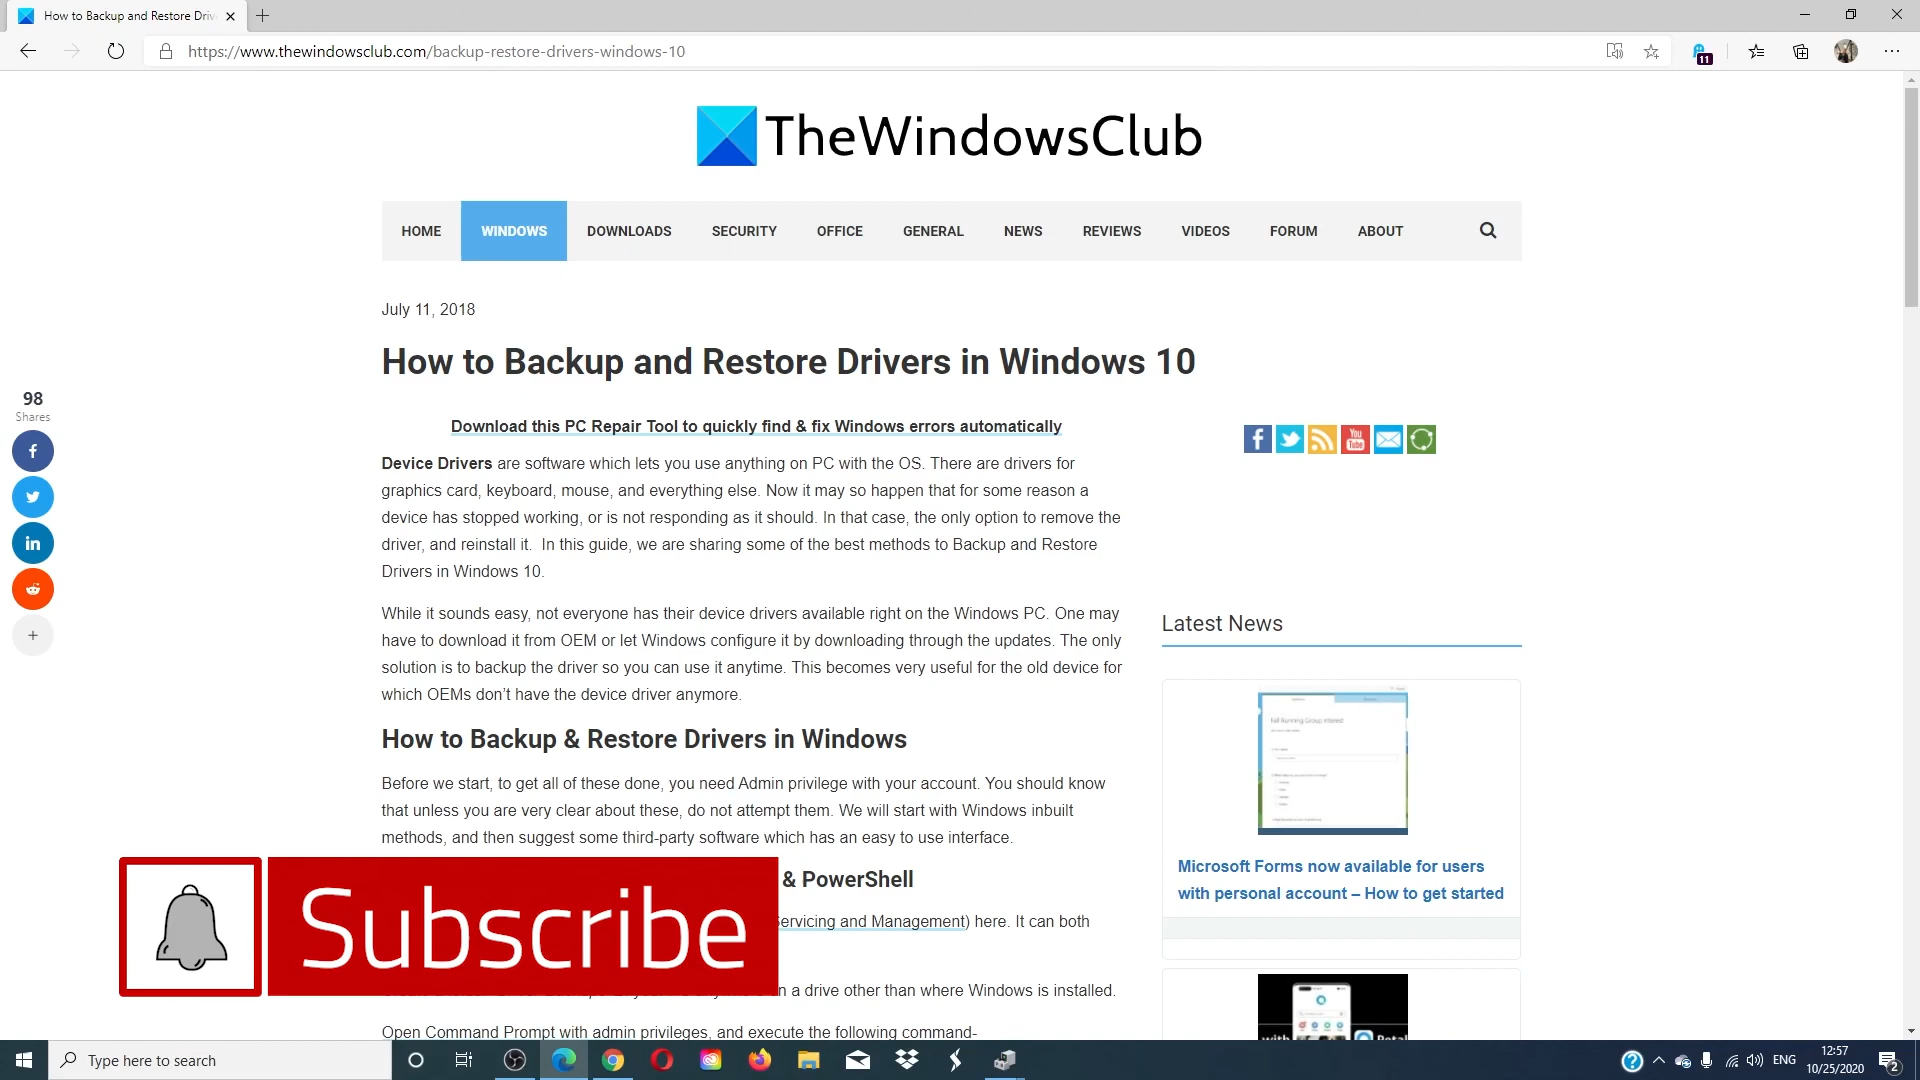 How to Backup and Restore Driv
https://www.thewindowsclub.com/backup-restore-drivers-windows-10
11
TheWindowsClub
HOME WINDOWS DOWNLOADS SECURITY OFFICE GENERAL NEWS REVIEWS VIDEOS FORUM ABOUT
July 11, 2018
How to Backup and Restore Drivers in Windows 10
98
Shares
Download this PC Repair Tool to quickly find & fix Windows errors automatically
Device Drivers are software which lets you use anything on PC with the OS. There are drivers for
graphics card, keyboard, mouse, and everything else. Now it may so happen that for some reason a
device has stopped working, or is not responding as it should. In that case, the only option to remove the
driver, and reinstall it. In this guide, we are sharing some of the best methods to Backup and Restore
Drivers in Windows 10.
While it sounds easy, not everyone has their device drivers available right on the Windows PC. One may
have to download it from OEM or let Windows configure it by downloading through the updates. The only
solution is to backup the driver so you can use it anytime. This becomes very useful for the old device for
which OEMs don't have the device driver anymore.
How to Backup & Restore Drivers in Windows
Before we start, to get all of these done, you need Admin privilege with your account. You should know
that unless you are very clear about these, do not attempt them. We will start with Windows inbuilt
methods, and then suggest some third-party software which has an easy to use interface.
& PowerShell
Servicing and Management) here. It can both
n a drive other than where Windows is installed.
Open Command Prompt with admin privileges, and execute the following command-
Subscribe
You Tube
Latest News
Fall Running Group Interest
Microsoft Forms now available for users
with personal account – How to get started
with
Petal
Type here to search
ENG
12:57
10/25/2020
2